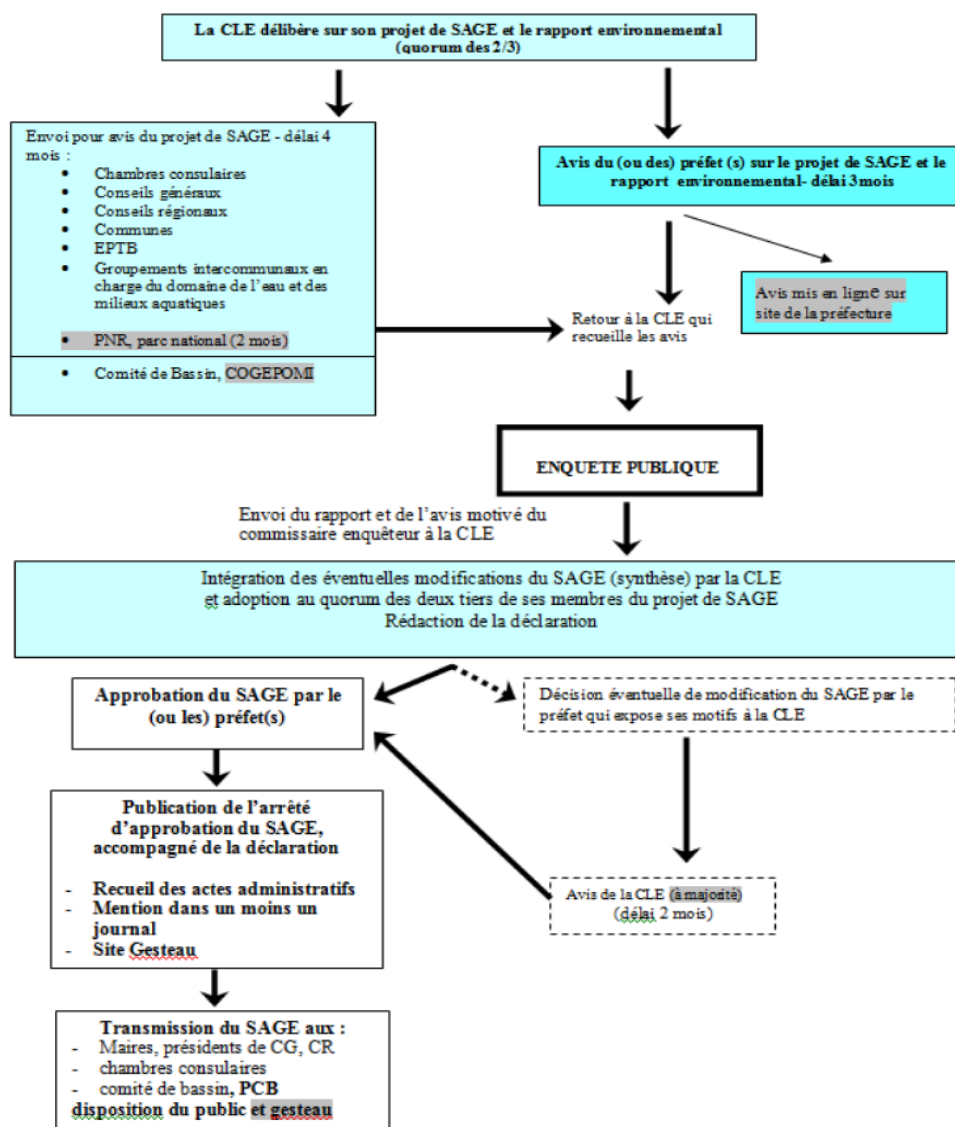 La CLE délibère sur son projet de SAGE et le rapport environnemental
(quorum des 2/3)
Envoi pour avis du projet de SAGE - délai 4
mois :
• Chambres consulaires
• Conseils généraux
• Conseils régionaux
• Communes
• EPTB
• Groupements intercommunaux en
charge du domaine de l'eau et des
milieux aquatiques
• PNR, parc national (2 mois)
• Comité de Bassin, COGEPOMI
Avis du (ou des) préfet (s) sur le projet de SAGE et le
rapport environnemental- délai 3mois
Avis mis en ligne sur
site de la préfecture
Retour à la CLE qui
recueille les avis
ENQUETE PUBLIQUE
Envoi du rapport et de l'avis motivé du
commissaire enquêteur à la CLE
Intégration des éventuelles modifications du SAGE (synthèse) par la CLE
et adoption au quorum des deux tiers de ses membres du projet de SAGE
Rédaction de la déclaration
Approbation du SAGE par le
(ou les) préfet(s)
Décision éventuelle de modification du SAGE par le
préfet qui expose ses motifs à la CLE
Publication de l'arrêté
d'approbation du SAGE,
accompagné de la déclaration
- Recueil des actes administratifs
- Mention dans un moins un
journal
- Site Gesteau
Avis de la CLE (à majorité)
(délai 2 mois)
Transmission du SAGE aux :
- Maires, présidents de CG, CR
- chambres consulaires
- comité de bassin, PCB
disposition du public et gesteau